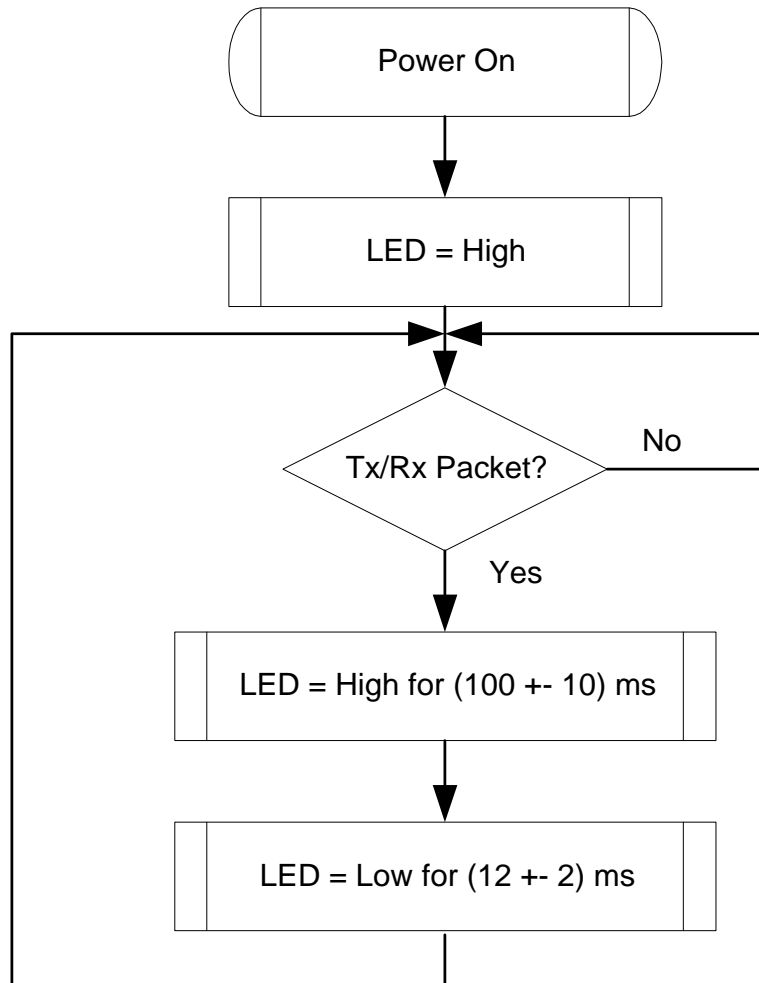 Power On
LED = High
Tx/Rx Packet?
No
Yes
LED = High for (100 +- 10) ms
LED = Low for (12 +- 2) ms